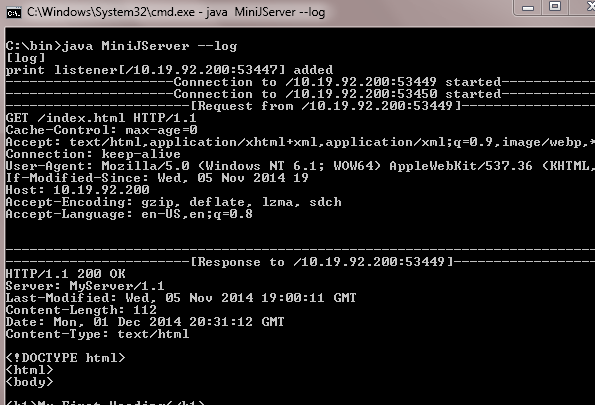 C:\Windows\System32\cmd.exe - java MiniJServer --log
C:\bin>java MiniJServer --log
[log]
print listener[/10.19.92.200:53447] added
-----------------------Connection to /10.19.92.200:53449 started-------------
-----------------------Connection to /10.19.92.200:53450 started-------------
-------------------------[Request from /10.19.92.200:53449]-------------------
GET /index.html HTTP/1.1
Cache-Control: max-age=0
Accept: text/html,application/xhtml+xml,application/xml;q=0.9,image/webp,*
Connection: keep-alive
User-Agent: Mozilla/5.0 (Windows NT 6.1; WOW64) AppleWebKit/537.36 (KHTML,
If-Modified-Since: Wed, 05 Nov 2014 19
Host: 10.19.92.200
Accept-Encoding: gzip, deflate, lzma, sdch
Accept-Language: en-US,en;q=0.8
------------------------------------------------------------------------------
-------------------------[Response to /10.19.92.200:53449]--------------------
HTTP/1.1 200 OK
Server: MyServer/1.1
Last-Modified: Wed, 05 Nov 2014 19:00:11 GMT
Content-Length: 112
Date: Mon, 01 Dec 2014 20:31:12 GMT
Content-Type: text/html
<!DOCTYPE html>
<html>
<body>
<h1>My First Heading</h1>